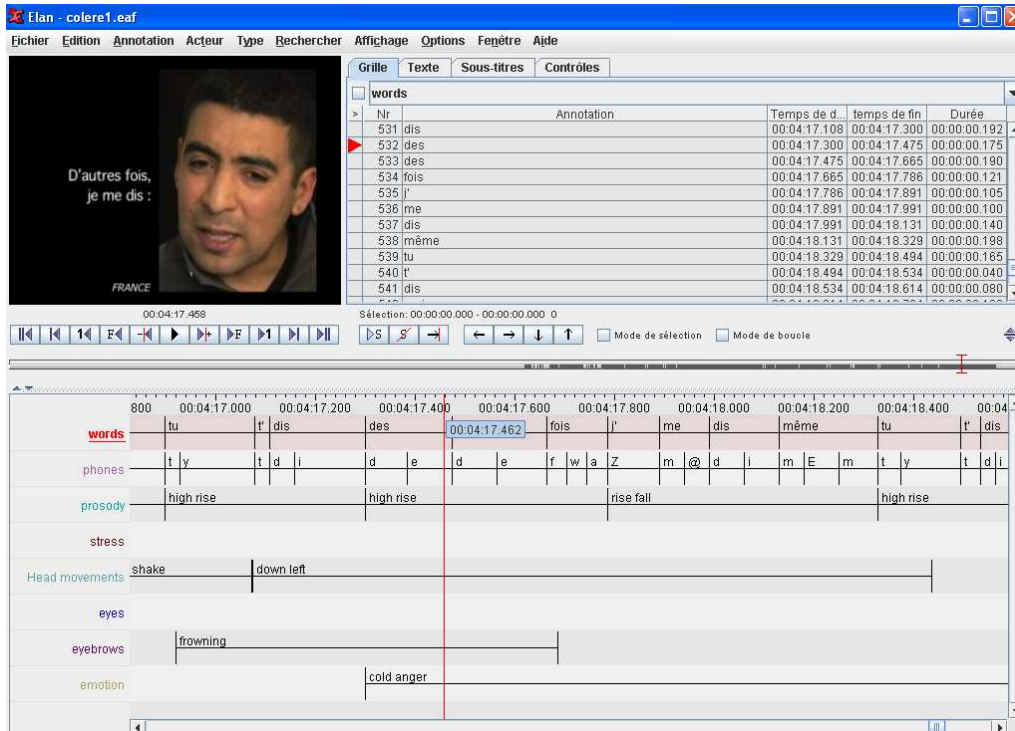 Elan - colere1.eaf
Fichier Edition Annotation Acteur Type Rechercher Affichage Options Fenêtre Aide
D'autres fois,
je me dis :
FRANCE
Grille Texte Sous-titres Contrôles
words
> Nr Annotation Temps de d... temps de fin Durée
531 dis 00:04:17.108 00:04:17.300 00:00:00.192
532 des 00:04:17.300 00:04:17.475 00:00:00.175
533 des 00:04:17.475 00:04:17.665 00:00:00.190
534 fois 00:04:17.665 00:04:17.786 00:00:00.121
535 j' 00:04:17.786 00:04:17.891 00:00:00.105
536 me 00:04:17.891 00:04:17.991 00:00:00.100
537 dis 00:04:17.991 00:04:18.131 00:00:00.140
538 même 00:04:18.131 00:04:18.329 00:00:00.198
539 tu 00:04:18.329 00:04:18.494 00:00:00.165
540 t' 00:04:18.494 00:04:18.534 00:00:00.040
541 dis 00:04:18.534 00:04:18.614 00:00:00.080
00:04:17.468
Sélection: 00:00:00.000 - 00:00:00.000 0
1 F F 1 S S Mode de sélection Mode de boucle
800 00:04:17.000 00:04:17.200 00:04:17.400 00:04:17.600 00:04:17.800 00:04:18.000 00:04:18.200 00:04:18.400 00:04
words tu t' dis des 00:04:17.462 fois j' me dis même tu t' dis
phones t y t d i d e d e f w a Z m @ d i m E m t y t d i
prosody high rise high rise rise fall high rise
stress
Head movements shake down left
eyes
eyebrows frowning
emotion cold anger